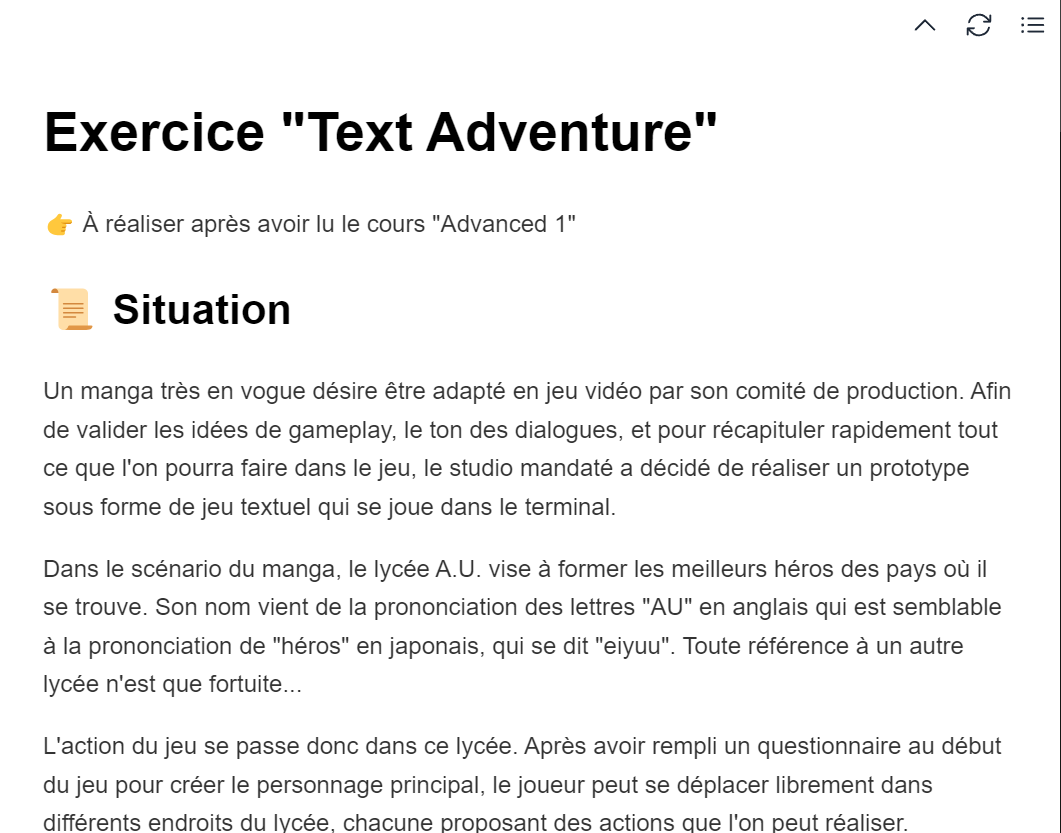 Exercice "Text Adventure"
👉 À réaliser après avoir lu le cours "Advanced 1"
📜 Situation
Un manga très en vogue désire être adapté en jeu vidéo par son comité de production. Afin
de valider les idées de gameplay, le ton des dialogues, et pour récapituler rapidement tout
ce que l'on pourra faire dans le jeu, le studio mandaté a décidé de réaliser un prototype
sous forme de jeu textuel qui se joue dans le terminal.
Dans le scénario du manga, le lycée A.U. vise à former les meilleurs héros des pays où il
se trouve. Son nom vient de la prononciation des lettres "AU" en anglais qui est semblable
à la prononciation de "héros" en japonais, qui se dit "eiyuu". Toute référence à un autre
lycée n'est que fortuite...
L'action du jeu se passe donc dans ce lycée. Après avoir rempli un questionnaire au début
du jeu pour créer le personnage principal, le joueur peut se déplacer librement dans
différents endroits du lycée, chacune proposant des actions que l'on peut réaliser.